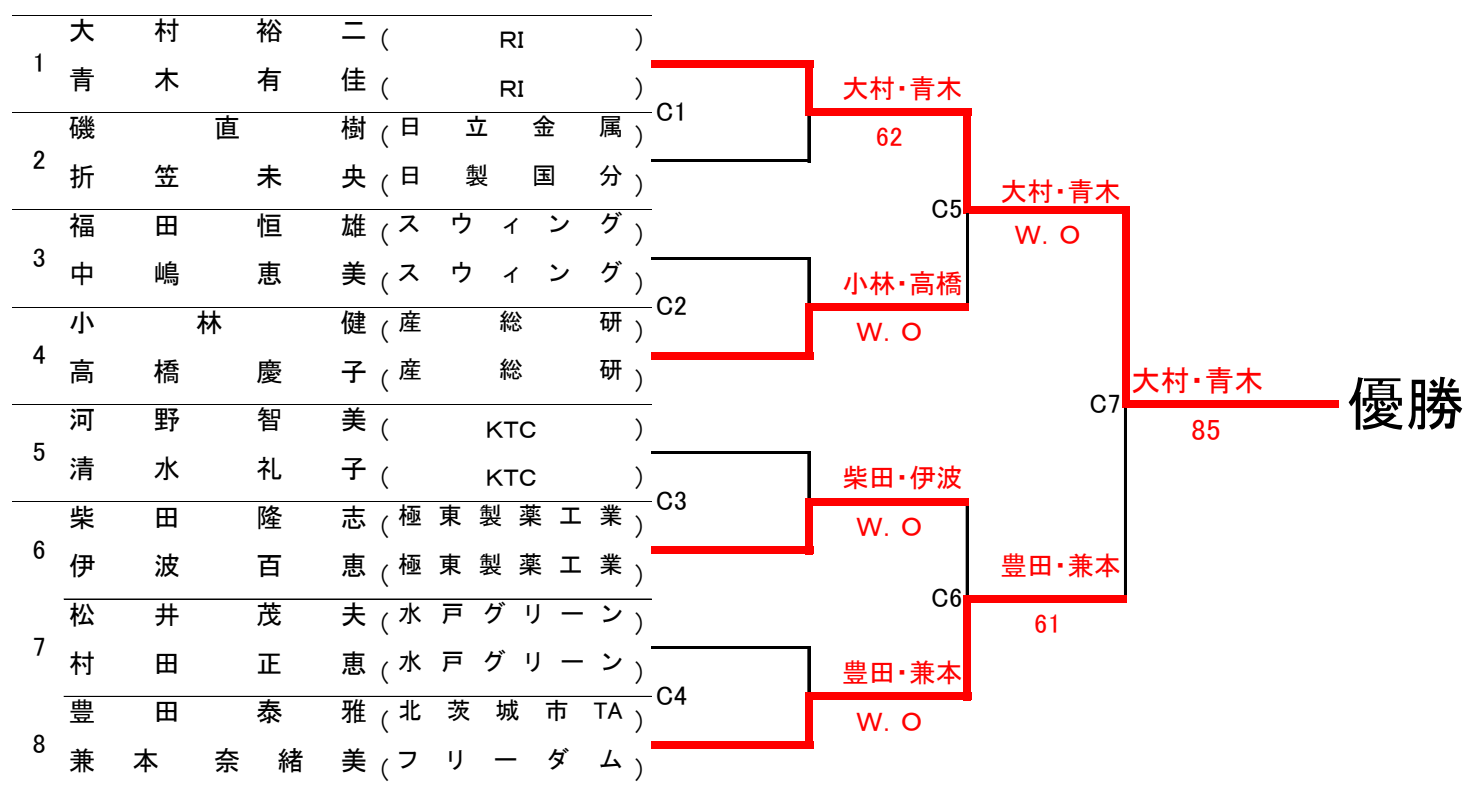 1
大村裕二 ( RI )
青木有佳 ( RI )
2
磯直樹 ( 日立金属 )
折笠未央 ( 日製国分 )
3
福田恒雄 ( スウィング )
中嶋恵美 ( スウィング )
4
小林健 ( 産総研 )
高橋慶子 ( 産総研 )
5
河野智美 ( KTC )
清水礼子 ( KTC )
6
柴田隆志 ( 極東製薬工業 )
伊波百恵 ( 極東製薬工業 )
7
松井茂夫 ( 水戸グリーン )
村田正恵 ( 水戸グリーン )
8
豊田泰雅 ( 北茨城市TA )
兼本奈緒美 ( フリーダム )
C1
大村・青木
62
C2
小林・高橋
W. O
C3
柴田・伊波
W. O
C4
豊田・兼本
W. O
C5
大村・青木
W. O
C6
豊田・兼本
61
C7
大村・青木
85
優勝